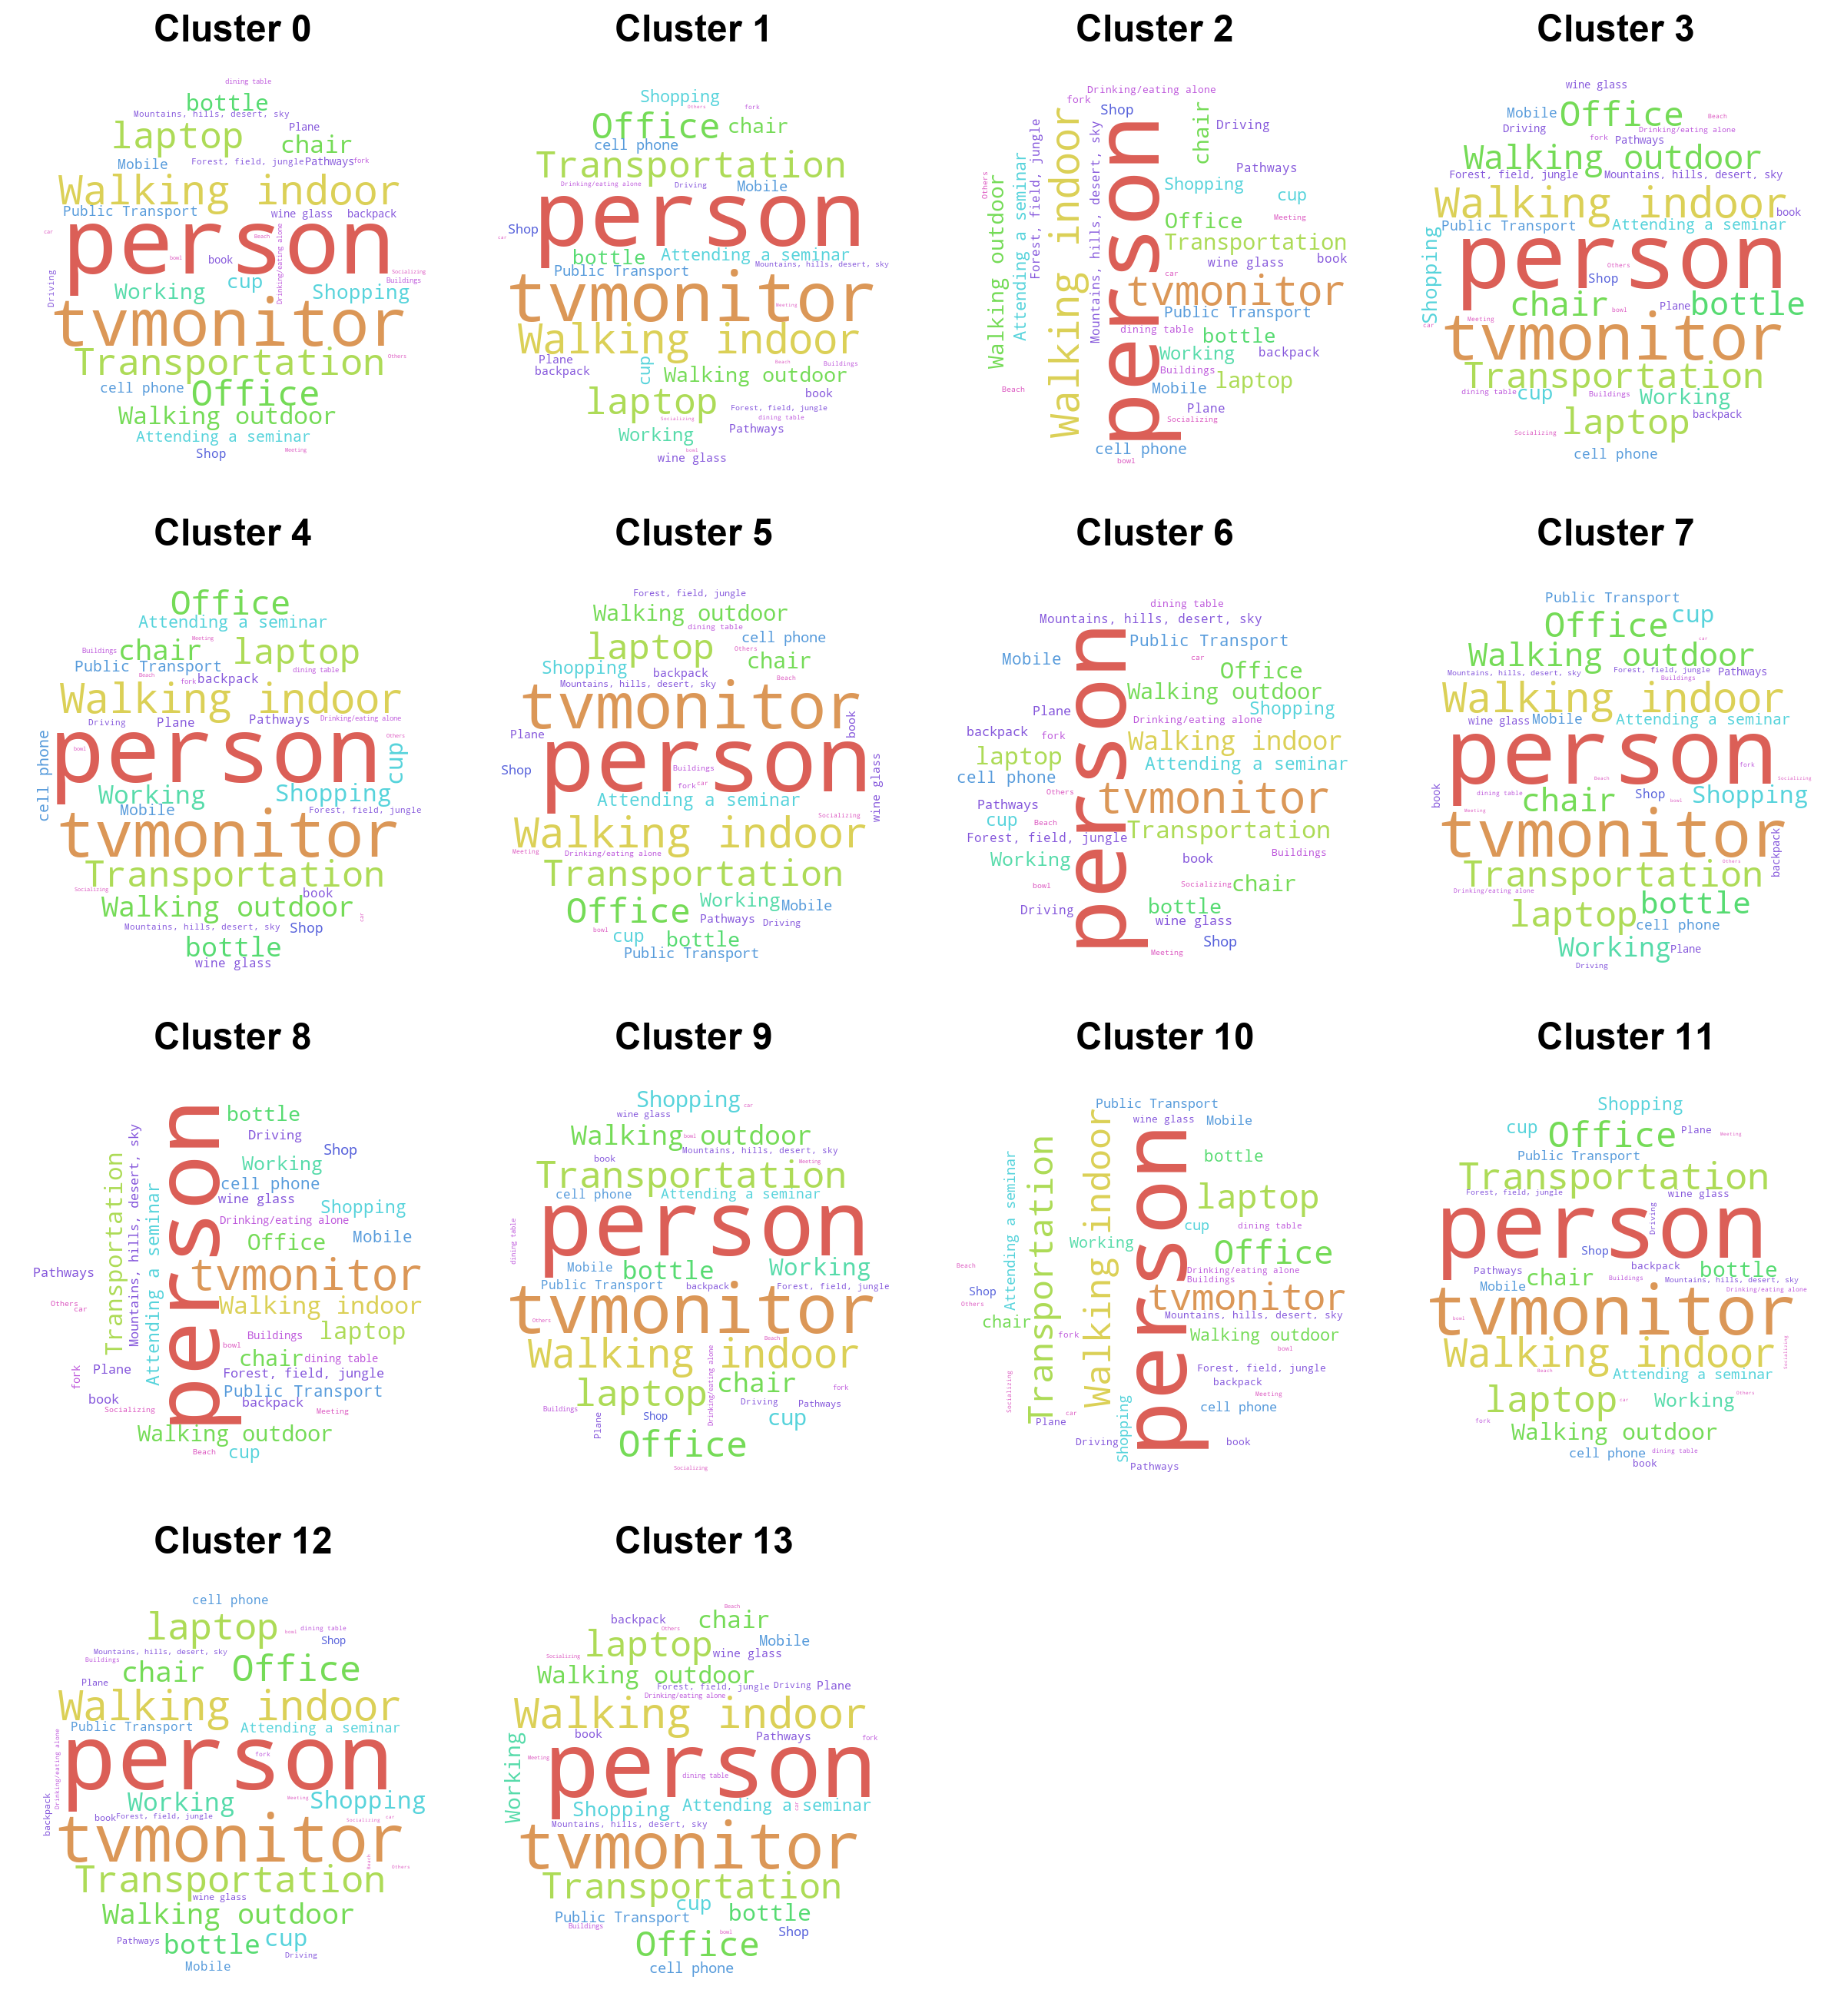 Cluster 0
dining table
bottle
Mountains, hills, desert, sky
laptop
Plane
chair
Mobile
Forest, field, jungle
Pathways
fork
Walking indoor
Public Transport
wine glass
backpack
car
person
Beach
Drinking/eating alone
bowl
book
Driving
Socializing
Buildings
Working
cup
Shopping
tvmonitor
Transportation
Others
cell phone
Office
Walking outdoor
Attending a seminar
Shop
Meeting
Cluster 1
Shopping
Others
fork
Office
chair
cell phone
Transportation
Drinking/eating alone
Driving
Mobile
person
Shop
car
bottle
Attending a seminar
Public Transport
Mountains, hills, desert, sky
tvmonitor
Meeting
Walking indoor
Plane
backpack
cup
Beach
Buildings
Walking outdoor
laptop
book
Forest, field, jungle
Socializing
dining table
Working
Pathways
bowl
wine glass
Cluster 2
Drinking/eating alone
fork
Shop
chair
Driving
Walking outdoor
Others
Attending a seminar
Forest, field, jungle
Walking indoor
Mountains, hills, desert, sky
person
Pathways
Shopping
cup
Office
Meeting
Transportation
wine glass
book
car
tvmonitor
Public Transport
dining table
bottle
Working
backpack
Buildings
Mobile
laptop
Beach
Plane
Socializing
cell phone
bowl
Cluster 3
wine glass
Mobile
Office
Beach
Driving
Drinking/eating alone
fork
Pathways
Walking outdoor
Forest, field, jungle
Mountains, hills, desert, sky
Walking indoor
book
Public Transport
Attending a seminar
Shopping
person
Others
Shop
chair
bowl
Plane
bottle
Meeting
car
tvmonitor
Transportation
dining table
cup
Buildings
Working
laptop
backpack
Socializing
cell phone
Cluster 4
Office
Attending a seminar
Meeting
Buildings
chair
laptop
Public Transport
Beach
dining table
fork
backpack
Walking indoor
Driving
Plane
Pathways
Drinking/eating alone
cell phone
person
bowl
Others
cup
Working
Shopping
Mobile
Forest, field, jungle
tvmonitor
Transportation
Socializing
book
Walking outdoor
car
Mountains, hills, desert, sky
Shop
bottle
wine glass
Cluster 5
Forest, field, jungle
Walking outdoor
dining table
laptop
cell phone
Others
Shopping
chair
backpack
Beach
Mountains, hills, desert, sky
tvmonitor
book
Plane
person
Shop
Buildings
fork
car
wine glass
Attending a seminar
Socializing
Walking indoor
Meeting
Drinking/eating alone
Transportation
Office
Working
Mobile
Pathways
Driving
bowl
cup
bottle
Public Transport
Cluster 6
dining table
Mountains, hills, desert, sky
person
Public Transport
Mobile
car
Office
Walking outdoor
Shopping
Plane
Drinking/eating alone
backpack
fork
Walking indoor
laptop
Attending a seminar
cell phone
Others
tvmonitor
Pathways
cup
Beach
Transportation
Forest, field, jungle
Working
book
Buildings
bowl
Socializing
chair
Driving
bottle
wine glass
Shop
Meeting
Cluster 7
Public Transport
Office
cup
car
Walking outdoor
Mountains, hills, desert, sky
Forest, field, jungle
Pathways
Buildings
Walking indoor
wine glass
Mobile
Attending a seminar
person
fork
Beach
Socializing
book
dining table
chair
Shop
bowl
Shopping
Meeting
tvmonitor
backpack
Others
Transportation
Drinking/eating alone
laptop
bottle
cell phone
Working
Plane
Driving
Cluster 8
person
bottle
Mountains, hills, desert, sky
Driving
Shop
Transportation
Working
Attending a seminar
cell phone
wine glass
Shopping
Drinking/eating alone
Mobile
Office
Pathways
tvmonitor
Others
car
Walking indoor
laptop
Buildings
bowl
chair
dining table
fork
Plane
Forest, field, jungle
Public Transport
book
backpack
Socializing
Meeting
Walking outdoor
Beach
cup
Cluster 9
Shopping
car
wine glass
Walking outdoor
bowl
Mountains, hills, desert, sky
book
Meeting
Transportation
cell phone
Attending a seminar
dining table
person
Mobile
bottle
Working
Public Transport
backpack
Forest, field, jungle
tvmonitor
Others
Beach
Walking indoor
Drinking/eating alone
laptop
chair
fork
Buildings
Driving
Pathways
Plane
Shop
cup
Office
Socializing
Cluster 10
Public Transport
Walking indoor
wine glass
Mobile
person
Transportation
Attending a seminar
bottle
laptop
cup
dining table
Working
Office
Beach
Drinking/eating alone
Buildings
Shop
tvmonitor
Others
Mountains, hills, desert, sky
chair
fork
Walking outdoor
bowl
Forest, field, jungle
Socializing
backpack
Meeting
Shopping
cell phone
car
Plane
Driving
book
Pathways
Cluster 11
Shopping
cup
Office
Plane
Meeting
Public Transport
Transportation
Forest, field, jungle
wine glass
person
Driving
Shop
Pathways
backpack
bottle
Mobile
chair
Buildings
Mountains, hills, desert, sky
Drinking/eating alone
tvmonitor
bowl
Walking indoor
Socializing
Beach
Attending a seminar
laptop
car
Working
Others
fork
Walking outdoor
cell phone
dining table
book
Cluster 12
cell phone
laptop
bowl
dining table
Shop
Mountains, hills, desert, sky
Buildings
chair
Office
Plane
Walking indoor
Public Transport
Attending a seminar
Drinking/eating alone
person
fork
backpack
Working
Meeting
Shopping
book
Forest, field, jungle
Socializing
car
tvmonitor
Beach
Others
Transportation
wine glass
Walking outdoor
Pathways
bottle
cup
Driving
Mobile
Cluster 13
Beach
backpack
chair
Others
laptop
Mobile
Socializing
wine glass
Walking outdoor
Forest, field, jungle
Driving
Plane
Drinking/eating alone
Walking indoor
book
Pathways
fork
Working
Meeting
person
dining table
Shopping
Attending a seminar
car
Mountains, hills, desert, sky
tvmonitor
Transportation
cup
bottle
Public Transport
Buildings
bowl
Shop
Office
cell phone